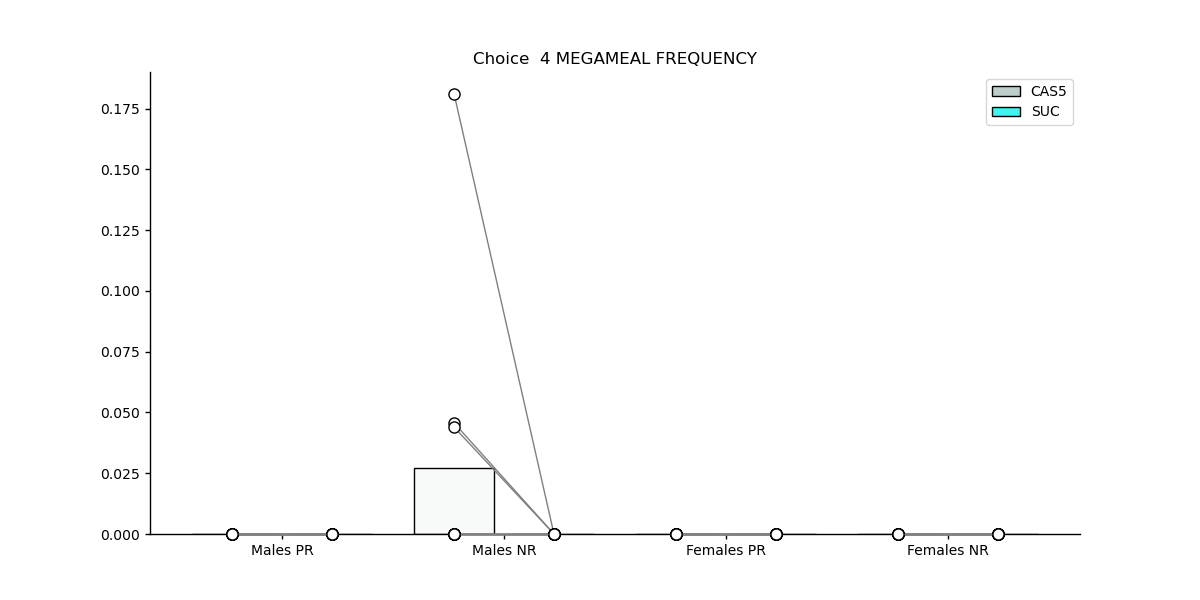 Choice  4 MEGAMEAL FREQUENCY
CAS5
SUC
0.175
0.150
0.125
0.100
0.075
0.050
0.025
0.000
Males PR
Males NR
Females PR
Females NR